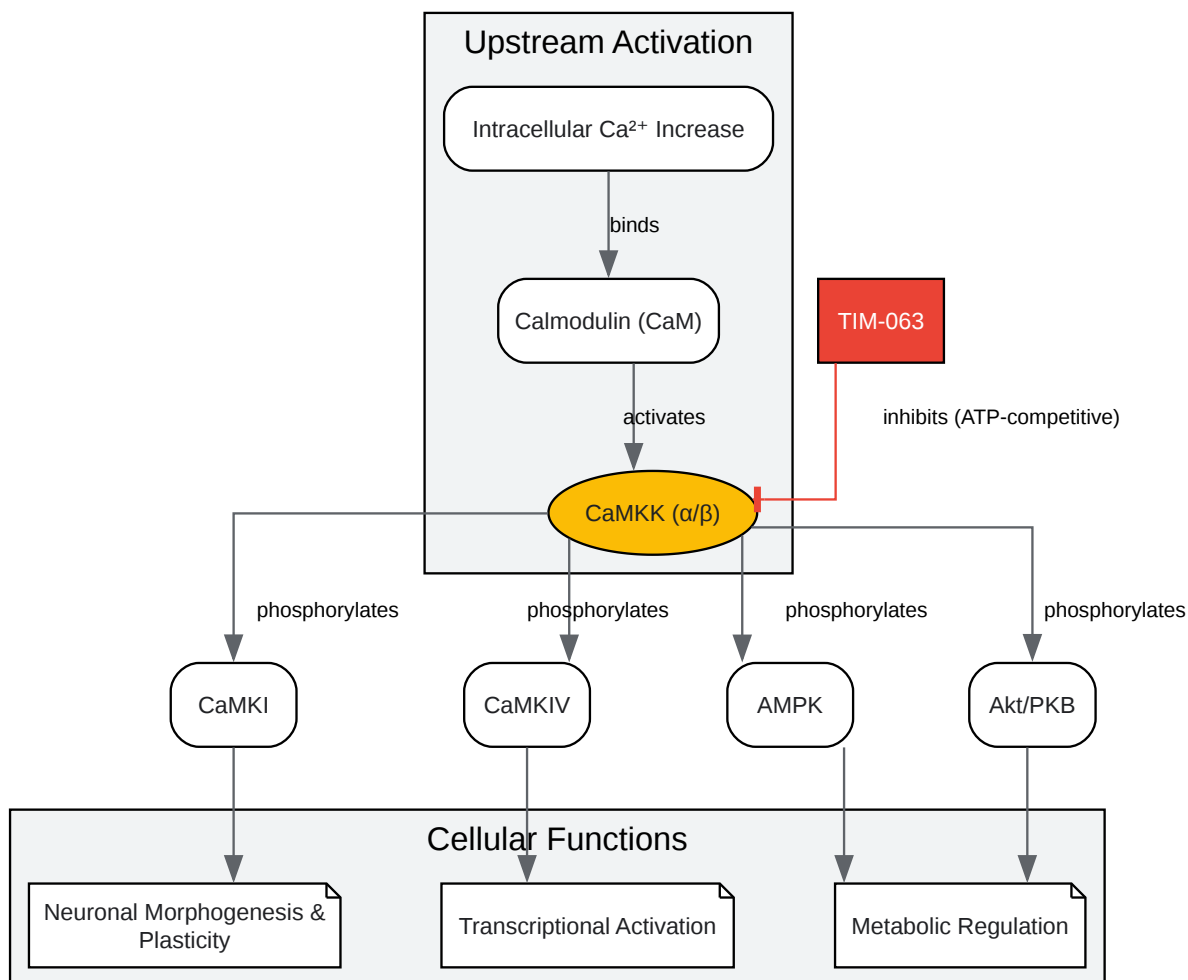 Upstream Activation
Intracellular Ca²⁺ Increase
binds
Calmodulin (CaM)
TIM-063
activates
inhibits (ATP-competitive)
CaMKK (α/β)
phosphorylates
phosphorylates
phosphorylates
phosphorylates
CaMKI
CaMKIV
AMPK
Akt/PKB
Cellular Functions
Neuronal Morphogenesis &
Plasticity
Transcriptional Activation
Metabolic Regulation